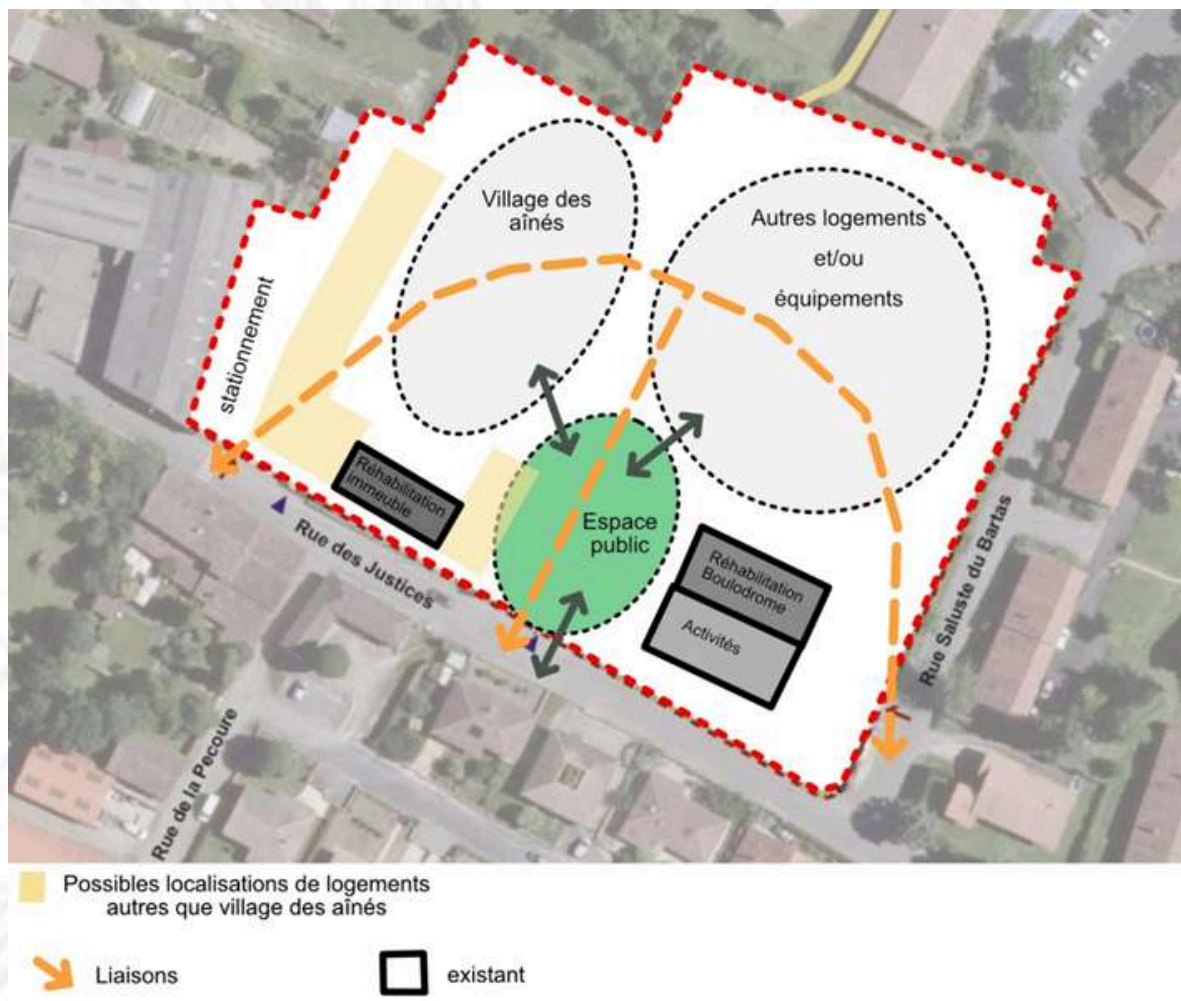 Village des
aînés
Autres logements
et/ou
équipements
stationnement
Réhabilitation
immeuble
Espace
public
Réhabilitation
Boulodrome
Activités
Rue des Justices
Rue Saluste du Bartas
Rue de la Pecoure
Possibles localisations de logements
autres que village des aînés
Liaisons
existant